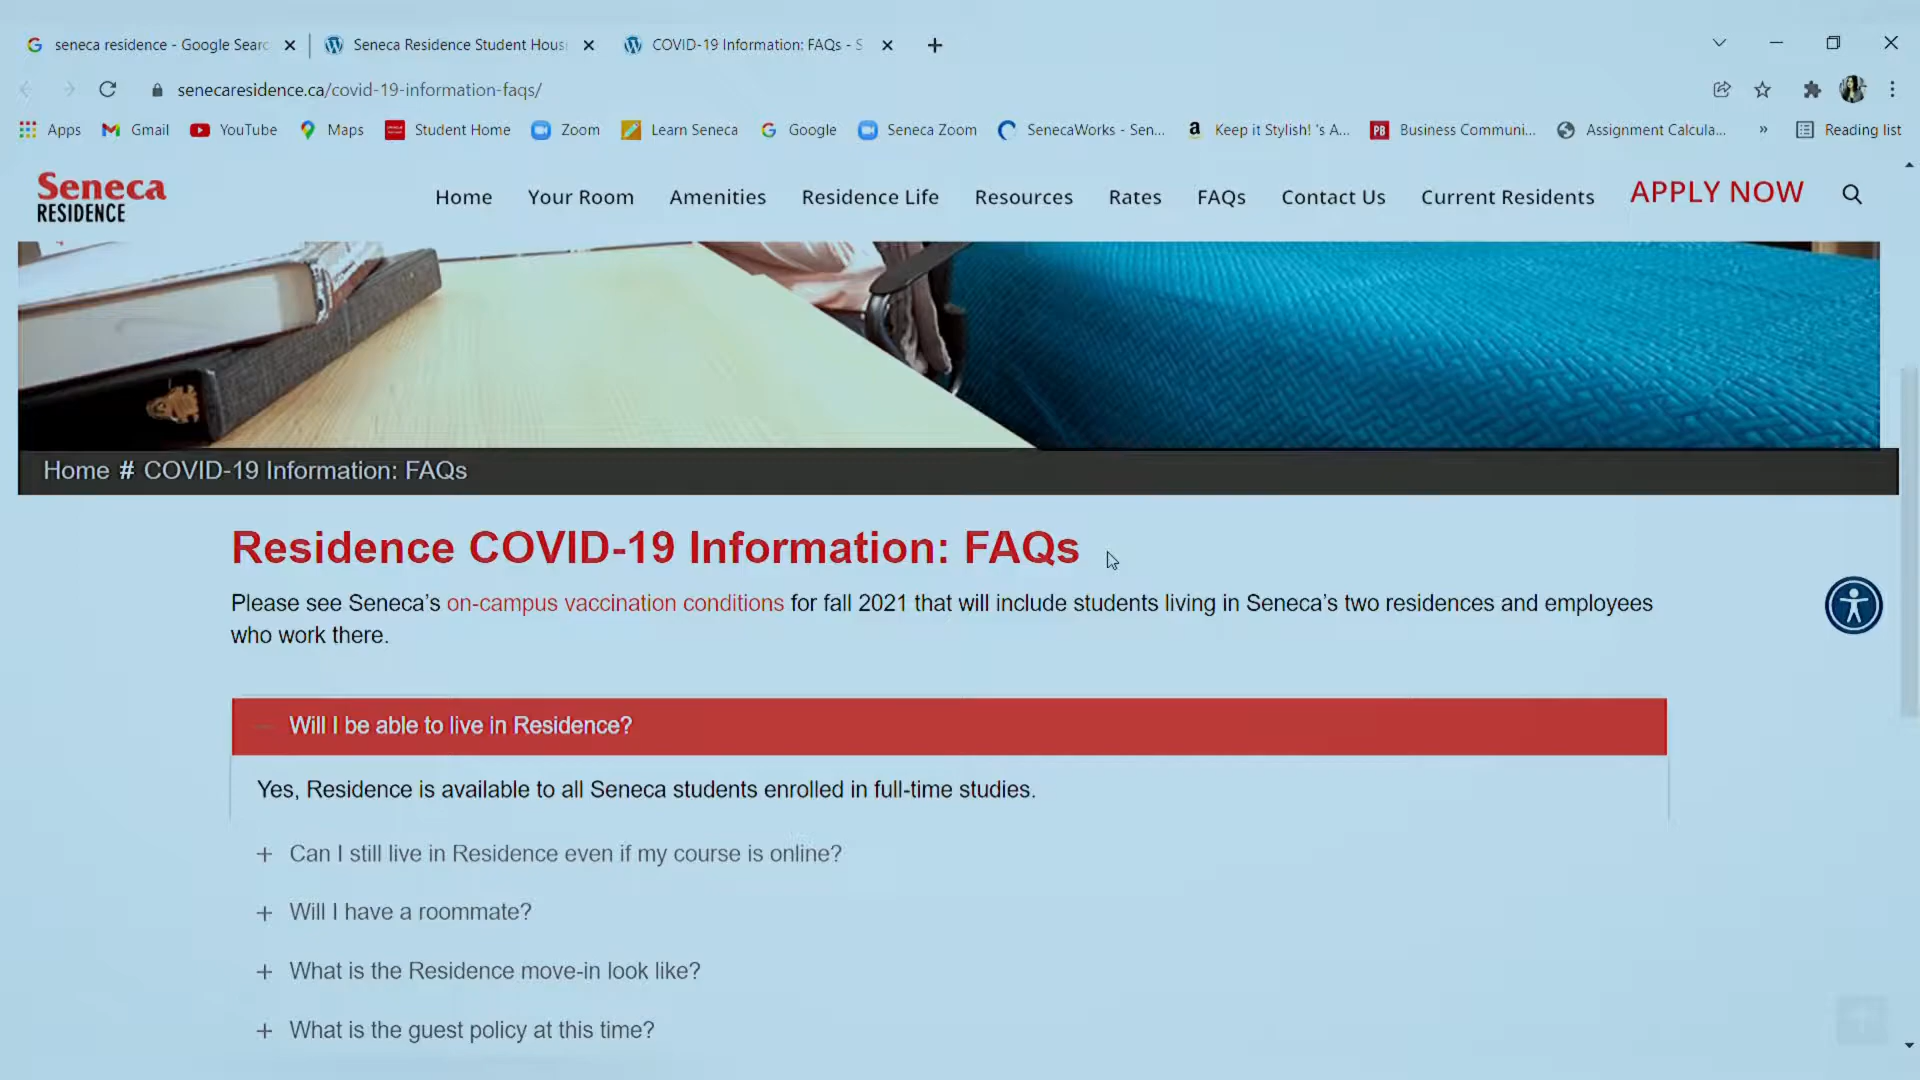 seneca residence - Google Searc
Seneca Residence Student Hous
COVID-19 Information: FAQs - S
senecaresidence.ca/covid-19-information-faqs/
Apps
Gmail
YouTube
Maps
Student Home
Zoom
Learn Seneca
Google
Seneca Zoom
SenecaWorks - Sen...
Keep it Stylish! 's A...
PB
Business Communi...
Assignment Calcula...
»
Reading list
Seneca
RESIDENCE
Home
Your Room
Amenities
Residence Life
Resources
Rates
FAQs
Contact Us
Current Residents
APPLY NOW
Home # COVID-19 Information: FAQs
Residence COVID-19 Information: FAQs
Please see Seneca's on-campus vaccination conditions for fall 2021 that will include students living in Seneca's two residences and employees
who work there.
Will I be able to live in Residence?
Yes, Residence is available to all Seneca students enrolled in full-time studies.
+ Can I still live in Residence even if my course is online?
+ Will I have a roommate?
+ What is the Residence move-in look like?
+ What is the guest policy at this time?